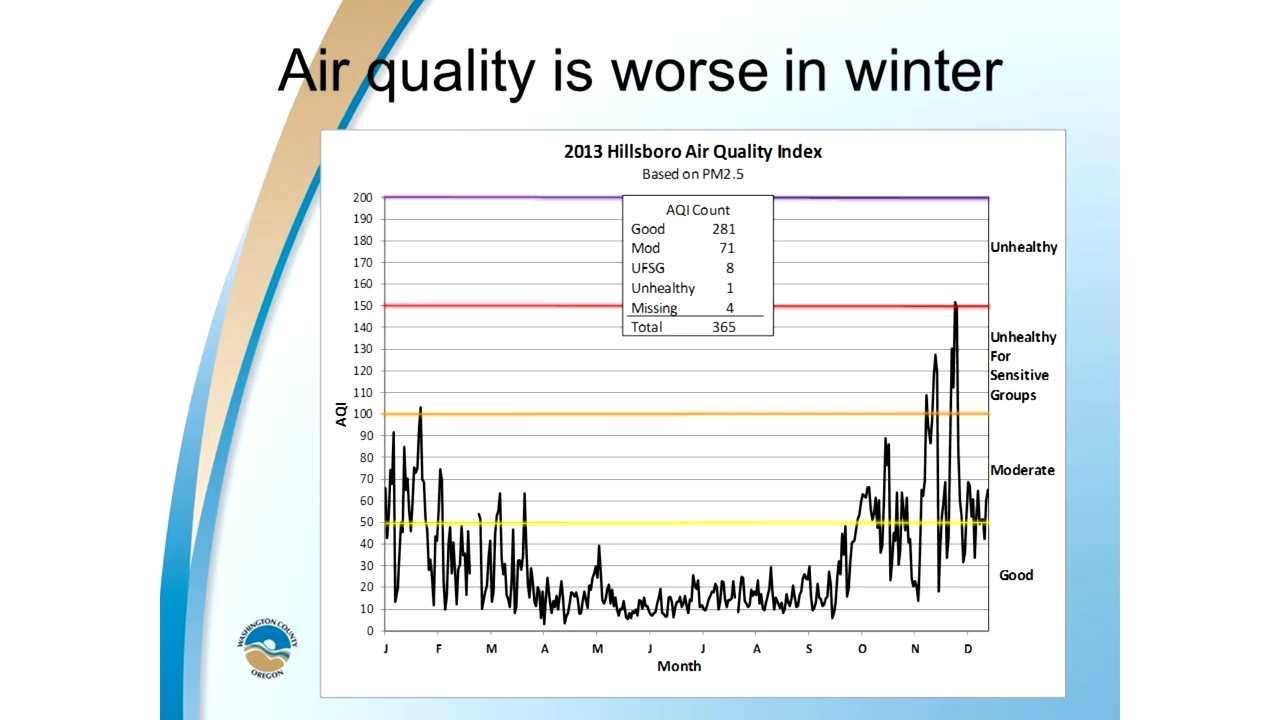 Air quality is worse in winter
2013 Hillsboro Air Quality Index
Based on PM2.5
AQI Count
Good 281
Mod 71
UFSG 8
Unhealthy 1
Missing 4
Total 365
200
190
180
170
160
150
140
130
120
110
100
90
80
70
60
50
40
30
20
10
0
AQI
Unhealthy
Unhealthy
For
Sensitive
Groups
Moderate
Good
J F M A M J J A S O N D
Month
WASHINGTON COUNTY
OREGON